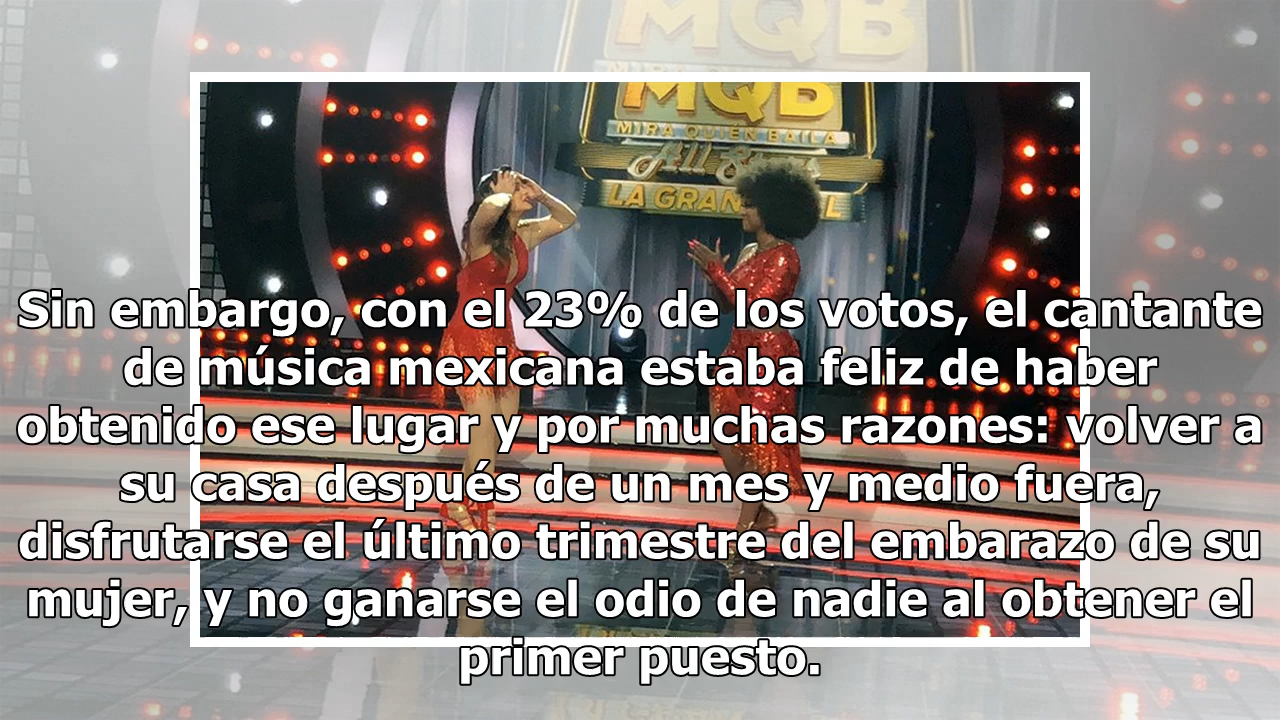 MQB
MQB
MIRA QUIÉN BAILA
All Stars
LA GRAN
Sin embargo, con el 23% de los votos, el cantante
de música mexicana estaba feliz de haber
obtenido ese lugar y por muchas razones: volver a
su casa después de un mes y medio fuera,
disfrutarse el último trimestre del embarazo de su
mujer, y no ganarse el odio de nadie al obtener el
primer puesto.